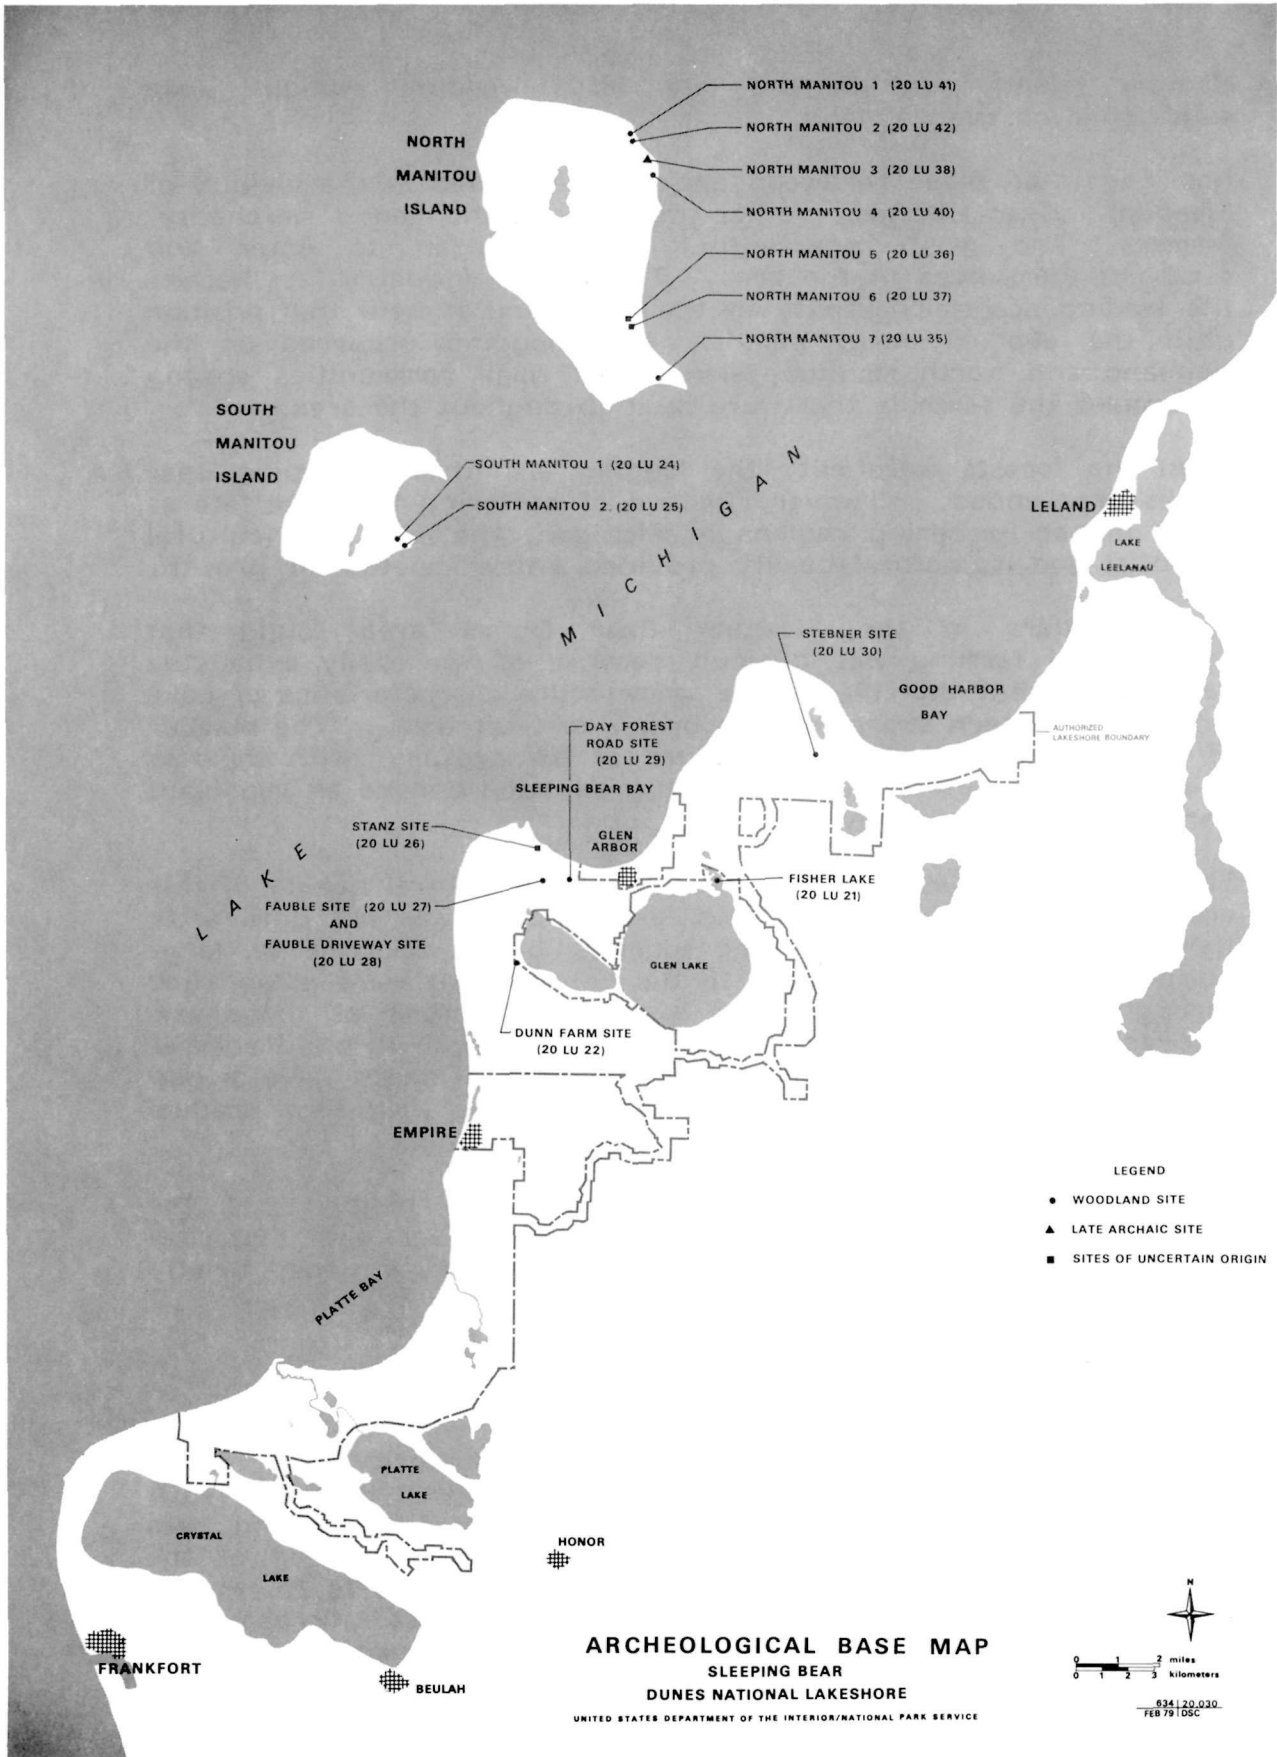 NORTH MANITOU 1 (20 LU 41)
NORTH MANITOU 2 (20 LU 42)
NORTH MANITOU 3 (20 LU 38)
NORTH MANITOU 4 (20 LU 40)
NORTH MANITOU 5 (20 LU 36)
NORTH MANITOU 6 (20 LU 37)
NORTH MANITOU 7 (20 LU 35)
NORTH
MANITOU
ISLAND
SOUTH
MANITOU
ISLAND
SOUTH MANITOU 1 (20 LU 24)
SOUTH MANITOU 2. (20 LU 25)
LAKE MICHIGAN
LELAND
LAKE
LEELANAU
STEBNER SITE
(20 LU 30)
GOOD HARBOR
BAY
AUTHORIZED
LAKESHORE BOUNDARY
DAY FOREST
ROAD SITE
(20 LU 29)
SLEEPING BEAR BAY
STANZ SITE
(20 LU 26)
GLEN
ARBOR
FISHER LAKE
(20 LU 21)
FAUBLE SITE (20 LU 27)
AND
FAUBLE DRIVEWAY SITE
(20 LU 28)
GLEN LAKE
DUNN FARM SITE
(20 LU 22)
EMPIRE
LEGEND
WOODLAND SITE
LATE ARCHAIC SITE
SITES OF UNCERTAIN ORIGIN
PLATTE BAY
PLATTE
LAKE
CRYSTAL
LAKE
HONOR
FRANKFORT
BEULAH
ARCHEOLOGICAL BASE MAP
SLEEPING BEAR
DUNES NATIONAL LAKESHORE
UNITED STATES DEPARTMENT OF THE INTERIOR/NATIONAL PARK SERVICE
N
0 1 2 miles
0 1 2 3 kilometers
634 | 20,030
FEB 79 | DSC